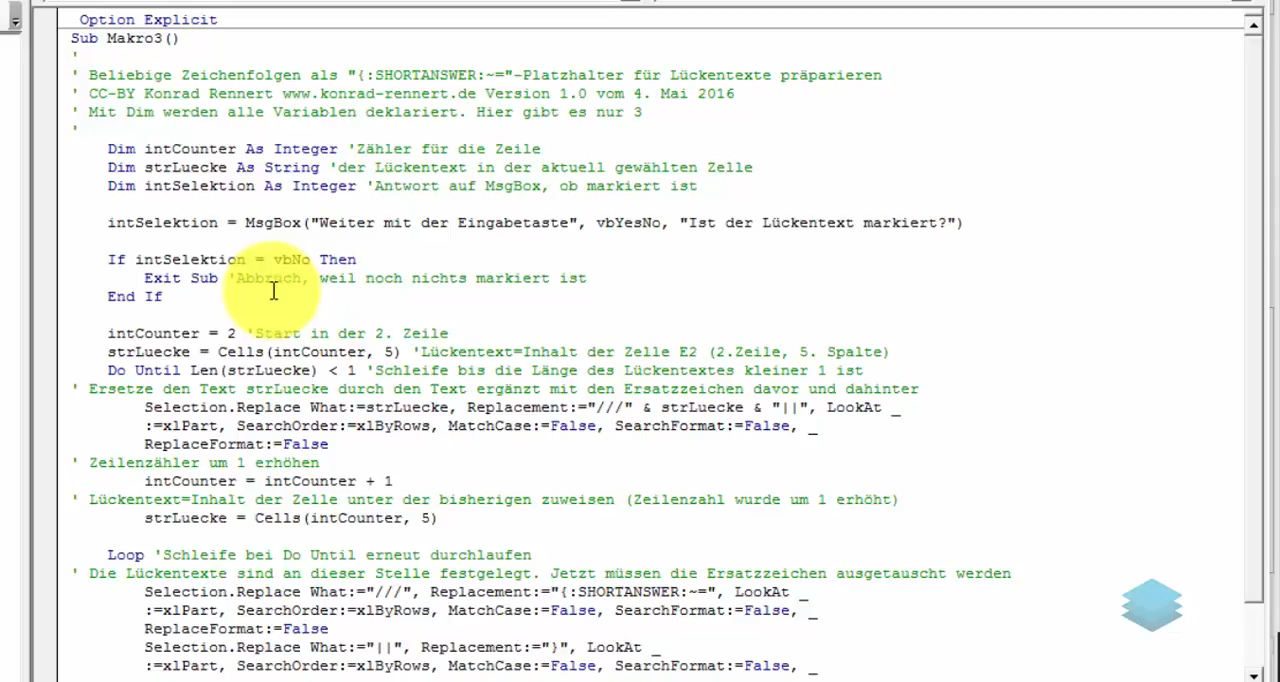 Option Explicit
Sub Makro3()
'
' Beliebige Zeichenfolgen als "{:SHORTANSWER:~="-Platzhalter für Lückentexte präparieren
' CC-BY Konrad Rennert www.konrad-rennert.de Version 1.0 vom 4. Mai 2016
' Mit Dim werden alle Variablen deklariert. Hier gibt es nur 3
'
Dim intCounter As Integer 'Zähler für die Zeile
Dim strLuecke As String 'der Lückentext in der aktuell gewählten Zelle
Dim intSelektion As Integer 'Antwort auf MsgBox, ob markiert ist
intSelektion = MsgBox("Weiter mit der Eingabetaste", vbYesNo, "Ist der Lückentext markiert?")
If intSelektion = vbNo Then
Exit Sub 'Abbruch, weil noch nichts markiert ist
End If
intCounter = 2 'Start in der 2. Zeile
strLuecke = Cells(intCounter, 5) 'Lückentext=Inhalt der Zelle E2 (2.Zeile, 5. Spalte)
Do Until Len(strLuecke) < 1 'Schleife bis die Länge des Lückentextes kleiner 1 ist
' Ersetze den Text strLuecke durch den Text ergänzt mit den Ersatzzeichen davor und dahinter
Selection.Replace What:=strLuecke, Replacement:="///" & strLuecke & "||", LookAt _
:=xlPart, SearchOrder:=xlByRows, MatchCase:=False, SearchFormat:=False, _
ReplaceFormat:=False
' Zeilenzähler um 1 erhöhen
intCounter = intCounter + 1
' Lückentext=Inhalt der Zelle unter der bisherigen zuweisen (Zeilenzahl wurde um 1 erhöht)
strLuecke = Cells(intCounter, 5)
Loop 'Schleife bei Do Until erneut durchlaufen
' Die Lückentexte sind an dieser Stelle festgelegt. Jetzt müssen die Ersatzzeichen ausgetauscht werden
Selection.Replace What:="///", Replacement:="{:SHORTANSWER:~=", LookAt _
:=xlPart, SearchOrder:=xlByRows, MatchCase:=False, SearchFormat:=False, _
ReplaceFormat:=False
Selection.Replace What:="||", Replacement:="}", LookAt _
:=xlPart, SearchOrder:=xlByRows, MatchCase:=False, SearchFormat:=False, _